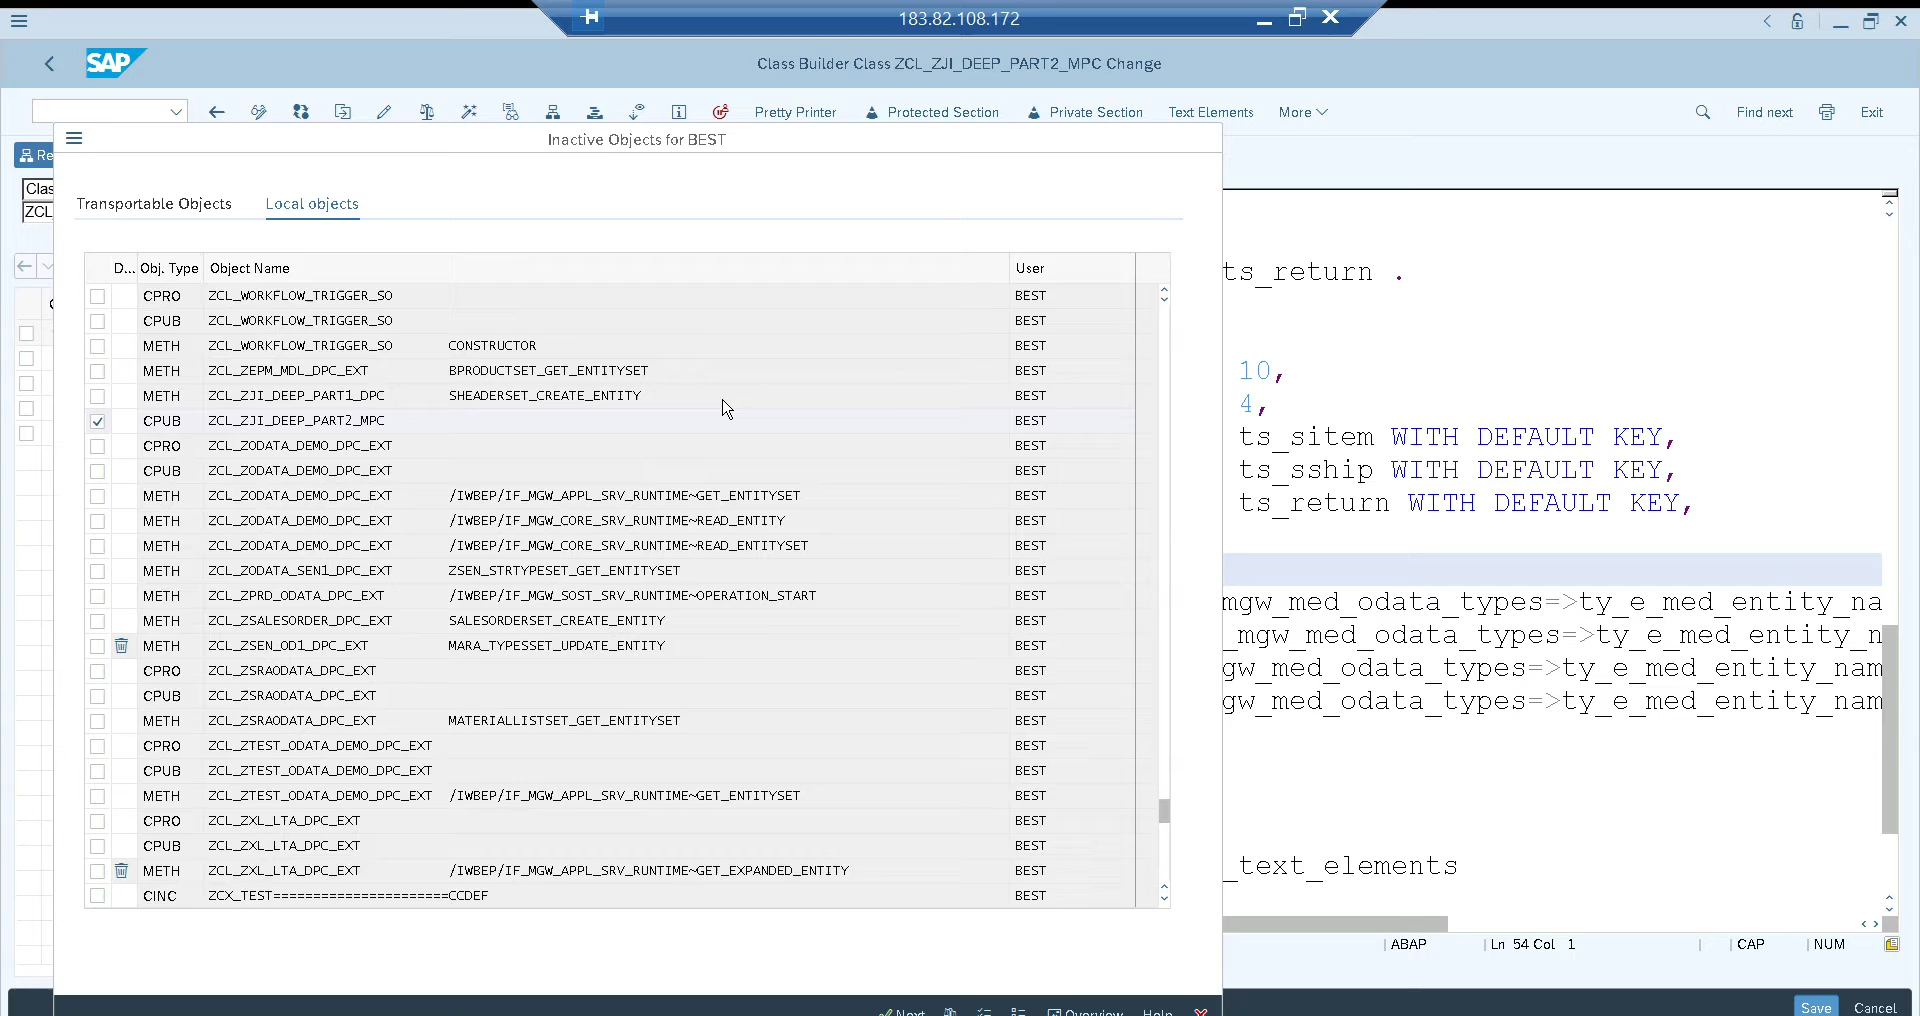 183.82.108.172
SAP
Class Builder Class ZCL_ZJI_DEEP_PART2_MPC Change
Pretty Printer Protected Section Private Section Text Elements More Find next Exit
Inactive Objects for BEST
Re
Clas
ZCL
Transportable Objects Local objects
D... Obj. Type Object Name User
CPRO ZCL_WORKFLOW_TRIGGER_SO BEST
CPUB ZCL_WORKFLOW_TRIGGER_SO BEST
METH ZCL_WORKFLOW_TRIGGER_SO CONSTRUCTOR BEST
METH ZCL_ZEPM_MDL_DPC_EXT BPRODUCTSET_GET_ENTITYSET BEST
METH ZCL_ZJI_DEEP_PART1_DPC SHEADERSET_CREATE_ENTITY BEST
CPUB ZCL_ZJI_DEEP_PART2_MPC BEST
CPRO ZCL_ZODATA_DEMO_DPC_EXT BEST
CPUB ZCL_ZODATA_DEMO_DPC_EXT BEST
METH ZCL_ZODATA_DEMO_DPC_EXT /IWBEP/IF_MGW_APPL_SRV_RUNTIME~GET_ENTITYSET BEST
METH ZCL_ZODATA_DEMO_DPC_EXT /IWBEP/IF_MGW_CORE_SRV_RUNTIME~READ_ENTITY BEST
METH ZCL_ZODATA_DEMO_DPC_EXT /IWBEP/IF_MGW_CORE_SRV_RUNTIME~READ_ENTITYSET BEST
METH ZCL_ZODATA_SEN1_DPC_EXT ZSEN_STRTYPESET_GET_ENTITYSET BEST
METH ZCL_ZPRD_ODATA_DPC_EXT /IWBEP/IF_MGW_SOST_SRV_RUNTIME~OPERATION_START BEST
METH ZCL_ZSALESORDER_DPC_EXT SALESORDERSET_CREATE_ENTITY BEST
METH ZCL_ZSEN_OD1_DPC_EXT MARA_TYPESSET_UPDATE_ENTITY BEST
CPRO ZCL_ZSRAODATA_DPC_EXT BEST
CPUB ZCL_ZSRAODATA_DPC_EXT BEST
METH ZCL_ZSRAODATA_DPC_EXT MATERIALLISTSET_GET_ENTITYSET BEST
CPRO ZCL_ZTEST_ODATA_DEMO_DPC_EXT BEST
CPUB ZCL_ZTEST_ODATA_DEMO_DPC_EXT BEST
METH ZCL_ZTEST_ODATA_DEMO_DPC_EXT /IWBEP/IF_MGW_APPL_SRV_RUNTIME~GET_ENTITYSET BEST
CPRO ZCL_ZXL_LTA_DPC_EXT BEST
CPUB ZCL_ZXL_LTA_DPC_EXT BEST
METH ZCL_ZXL_LTA_DPC_EXT /IWBEP/IF_MGW_APPL_SRV_RUNTIME~GET_EXPANDED_ENTITY BEST
CINC ZCX_TEST======================CCDEF BEST
ts_return .
10,
4,
ts_sitem WITH DEFAULT KEY,
ts_sship WITH DEFAULT KEY,
ts_return WITH DEFAULT KEY,
mgw_med_odata_types=>ty_e_med_entity_na
_mgw_med_odata_types=>ty_e_med_entity_n
gw_med_odata_types=>ty_e_med_entity_nam
gw_med_odata_types=>ty_e_med_entity_nam
_text_elements
ABAP Ln 54 Col 1 CAP NUM
Next Overview Help
Save Cancel